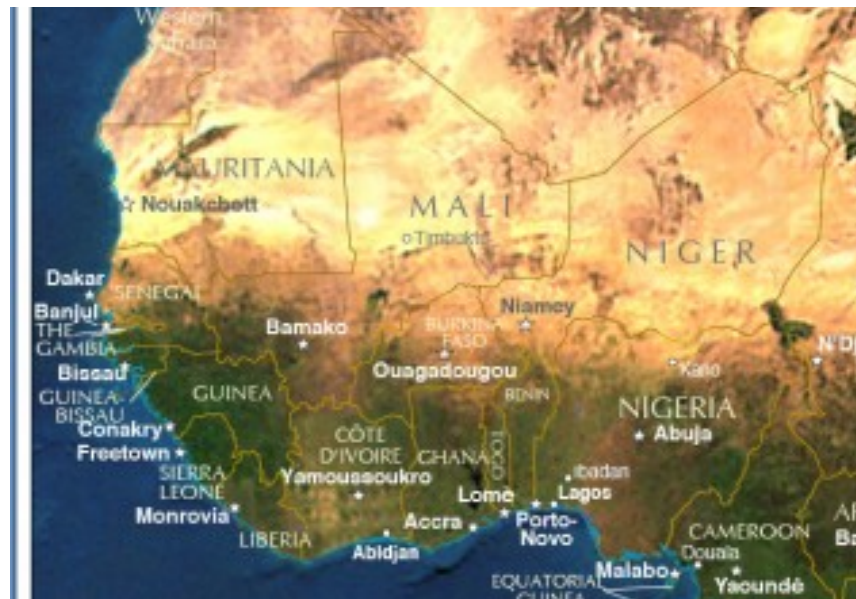 Western
Sahara
MAURITANIA
Nouakchott
MALI
Timbuktu
NIGER
Dakar
SENEGAL
Banjul
THE
GAMBIA
Bissau
GUINEA-
BISSAU
Bamako
BURKINA
FASO
Niamey
Ouagadougou
GUINEA
BENIN
Kano
NIGERIA
Abuja
Conakry
Freetown
SIERRA
LEONE
Monrovia
LIBERIA
CÔTE
D'IVOIRE
Yamoussoukro
Abidjan
GHANA
TOGO
Accra
Lomé
Porto-
Novo
Ibadan
Lagos
CAMEROON
Douala
Malabo
Yaoundé
EQUATORIAL
GUINEA